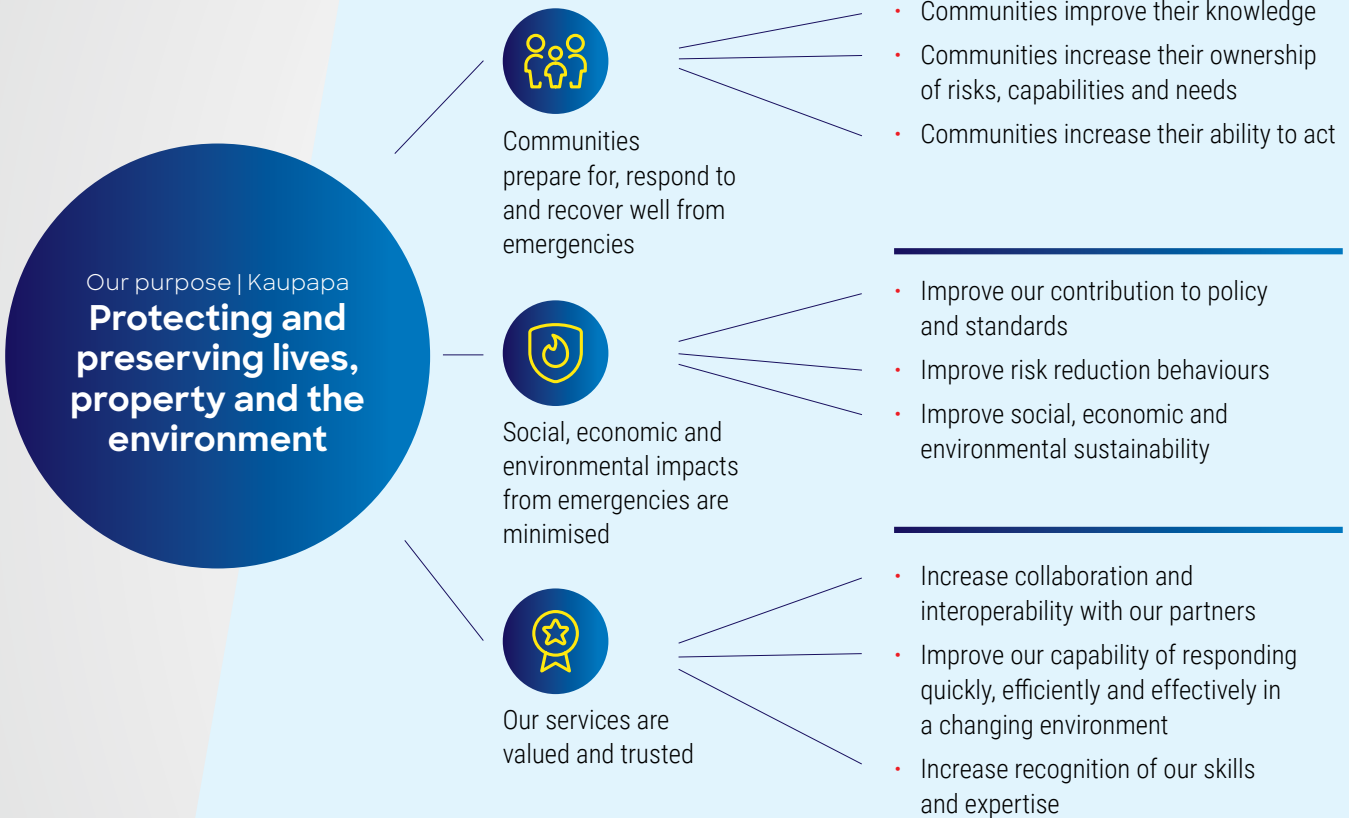 Our purpose | Kaupapa
Protecting and
preserving lives,
property and the
environment
Communities
prepare for, respond to
and recover well from
emergencies
• Communities improve their knowledge
• Communities increase their ownership
of risks, capabilities and needs
• Communities increase their ability to act
Social, economic and
environmental impacts
from emergencies are
minimised
• Improve our contribution to policy
and standards
• Improve risk reduction behaviours
• Improve social, economic and
environmental sustainability
Our services are
valued and trusted
• Increase collaboration and
interoperability with our partners
• Improve our capability of responding
quickly, efficiently and effectively in
a changing environment
• Increase recognition of our skills
and expertise